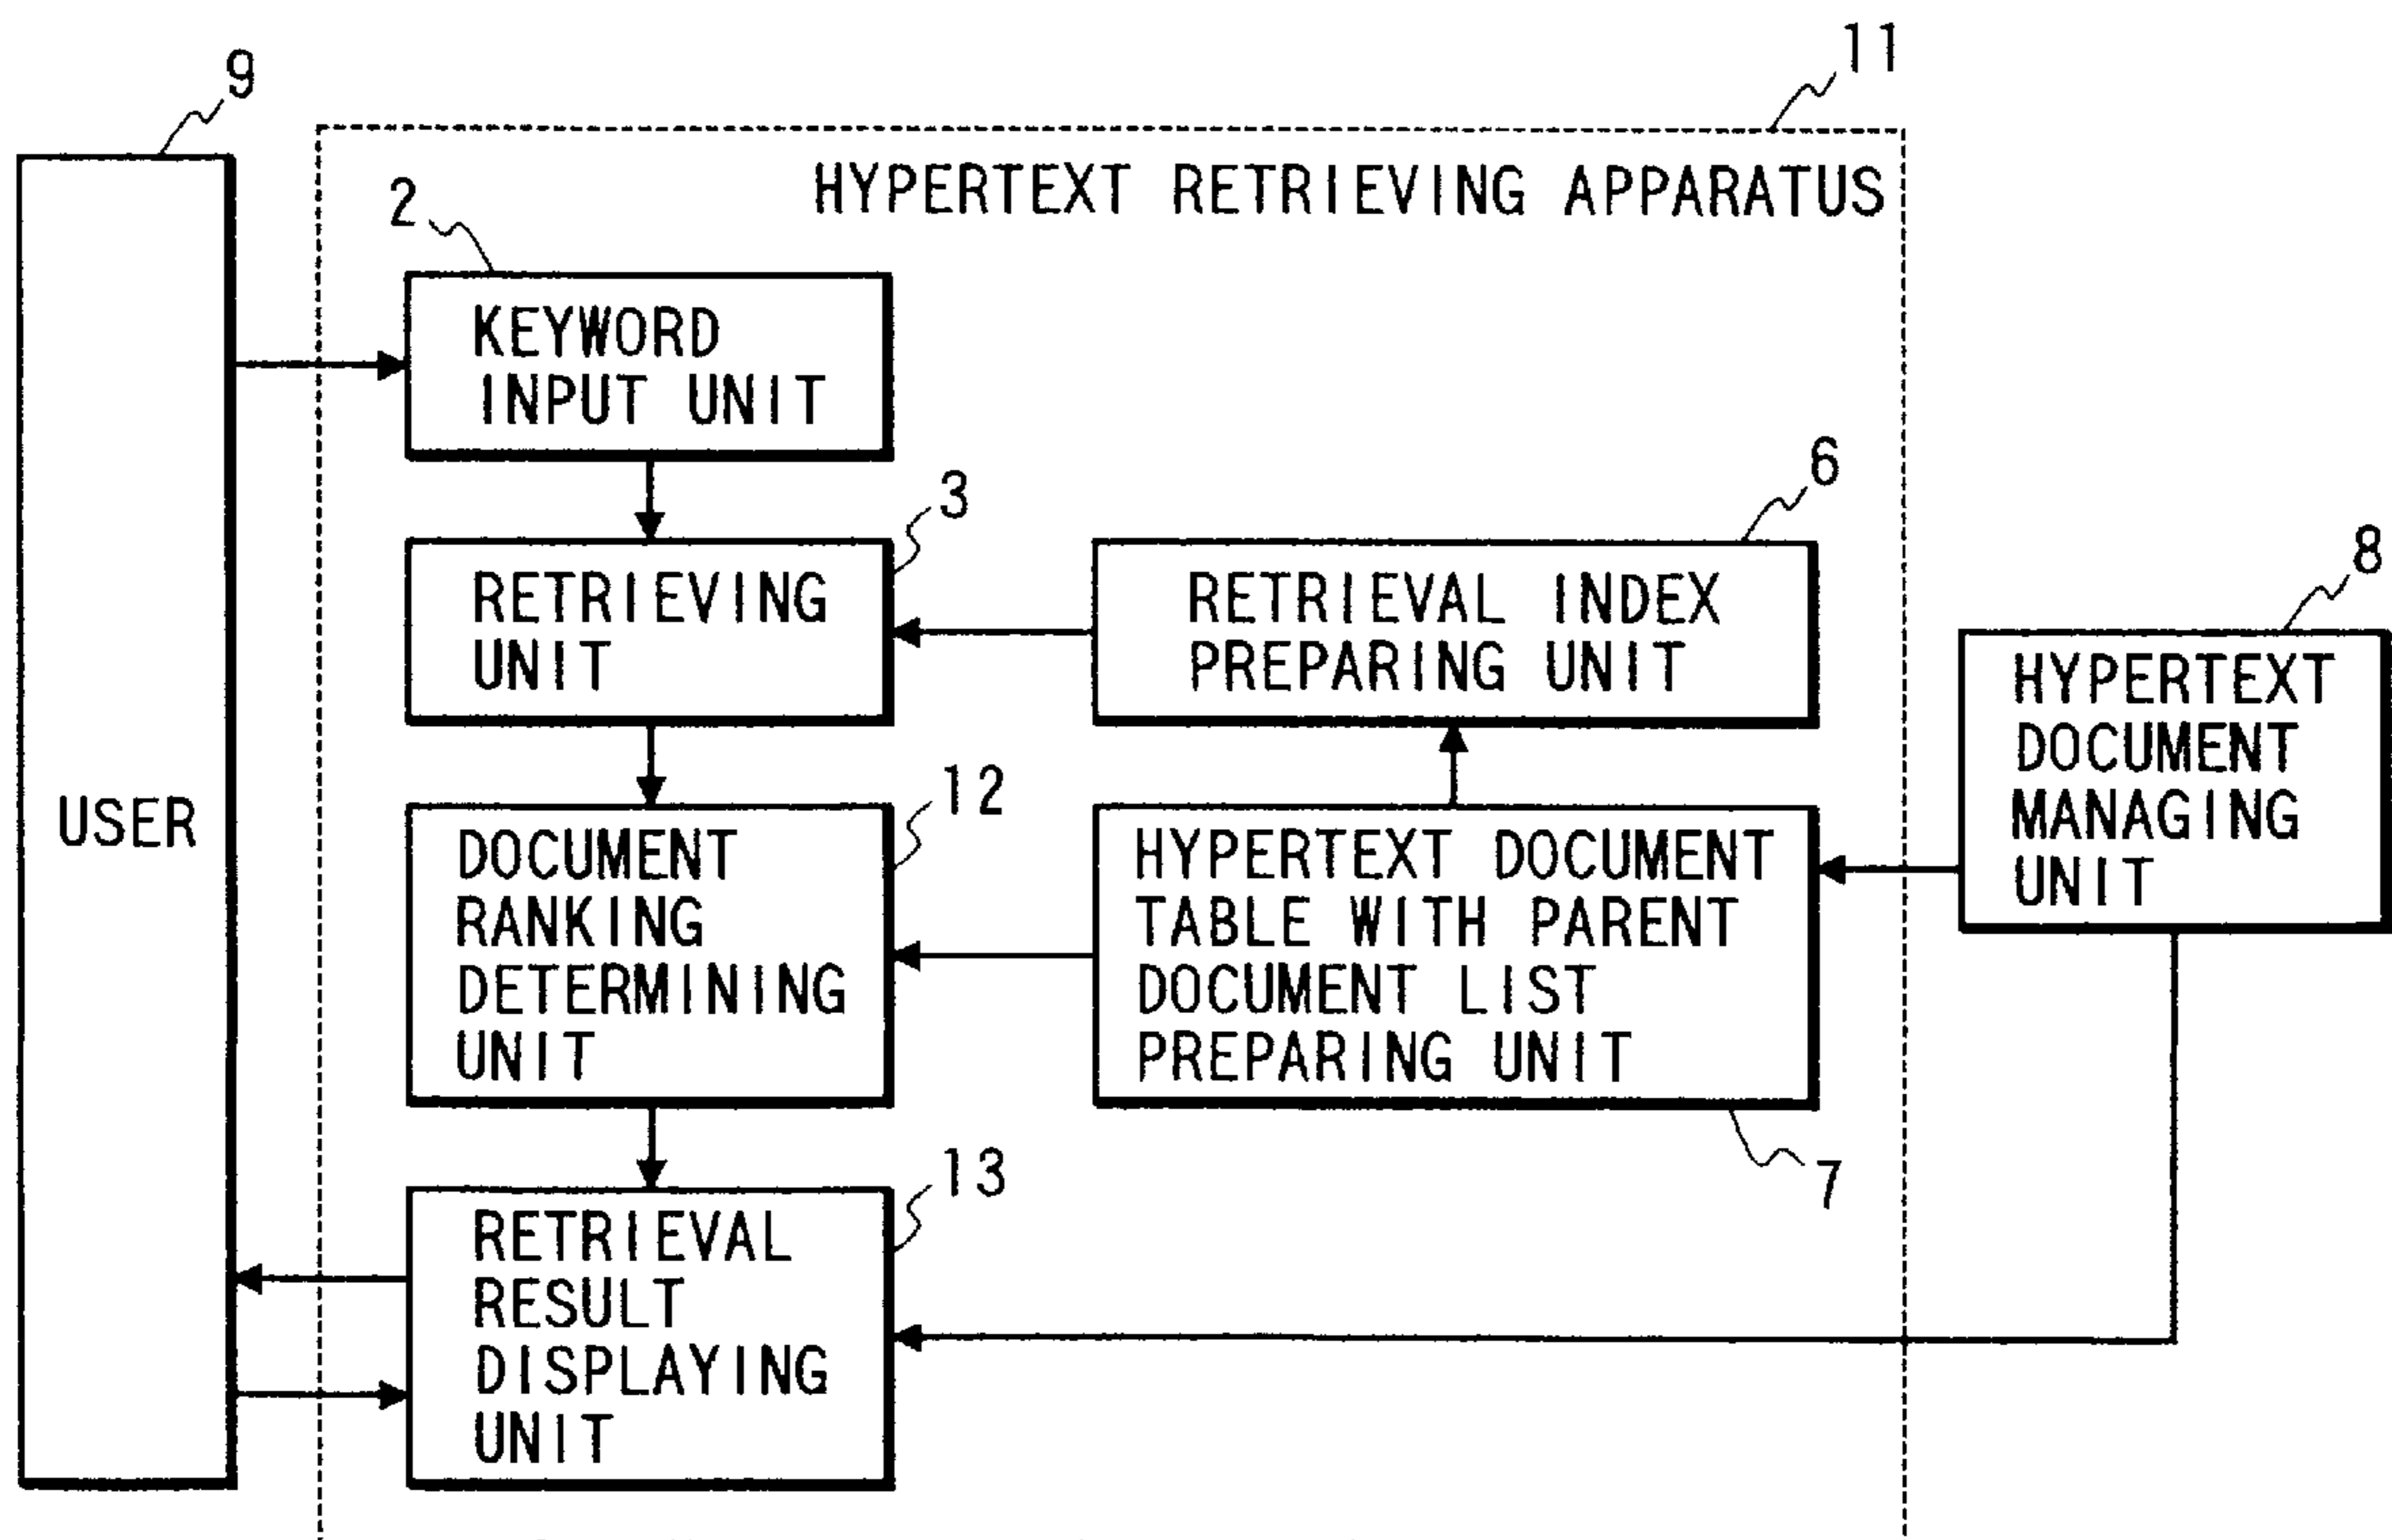 11
9
HYPERTEXT RETRIEVING APPARATUS
2
KEYWORD
INPUT UNIT
6
3
RETRIEVING
UNIT
RETRIEVAL INDEX
PREPARING UNIT
8
HYPERTEXT
DOCUMENT
MANAGING
UNIT
USER
12
DOCUMENT
RANKING
DETERMINING
UNIT
HYPERTEXT DOCUMENT
TABLE WITH PARENT
DOCUMENT LIST
PREPARING UNIT
7
13
RETRIEVAL
RESULT
DISPLAYING
UNIT